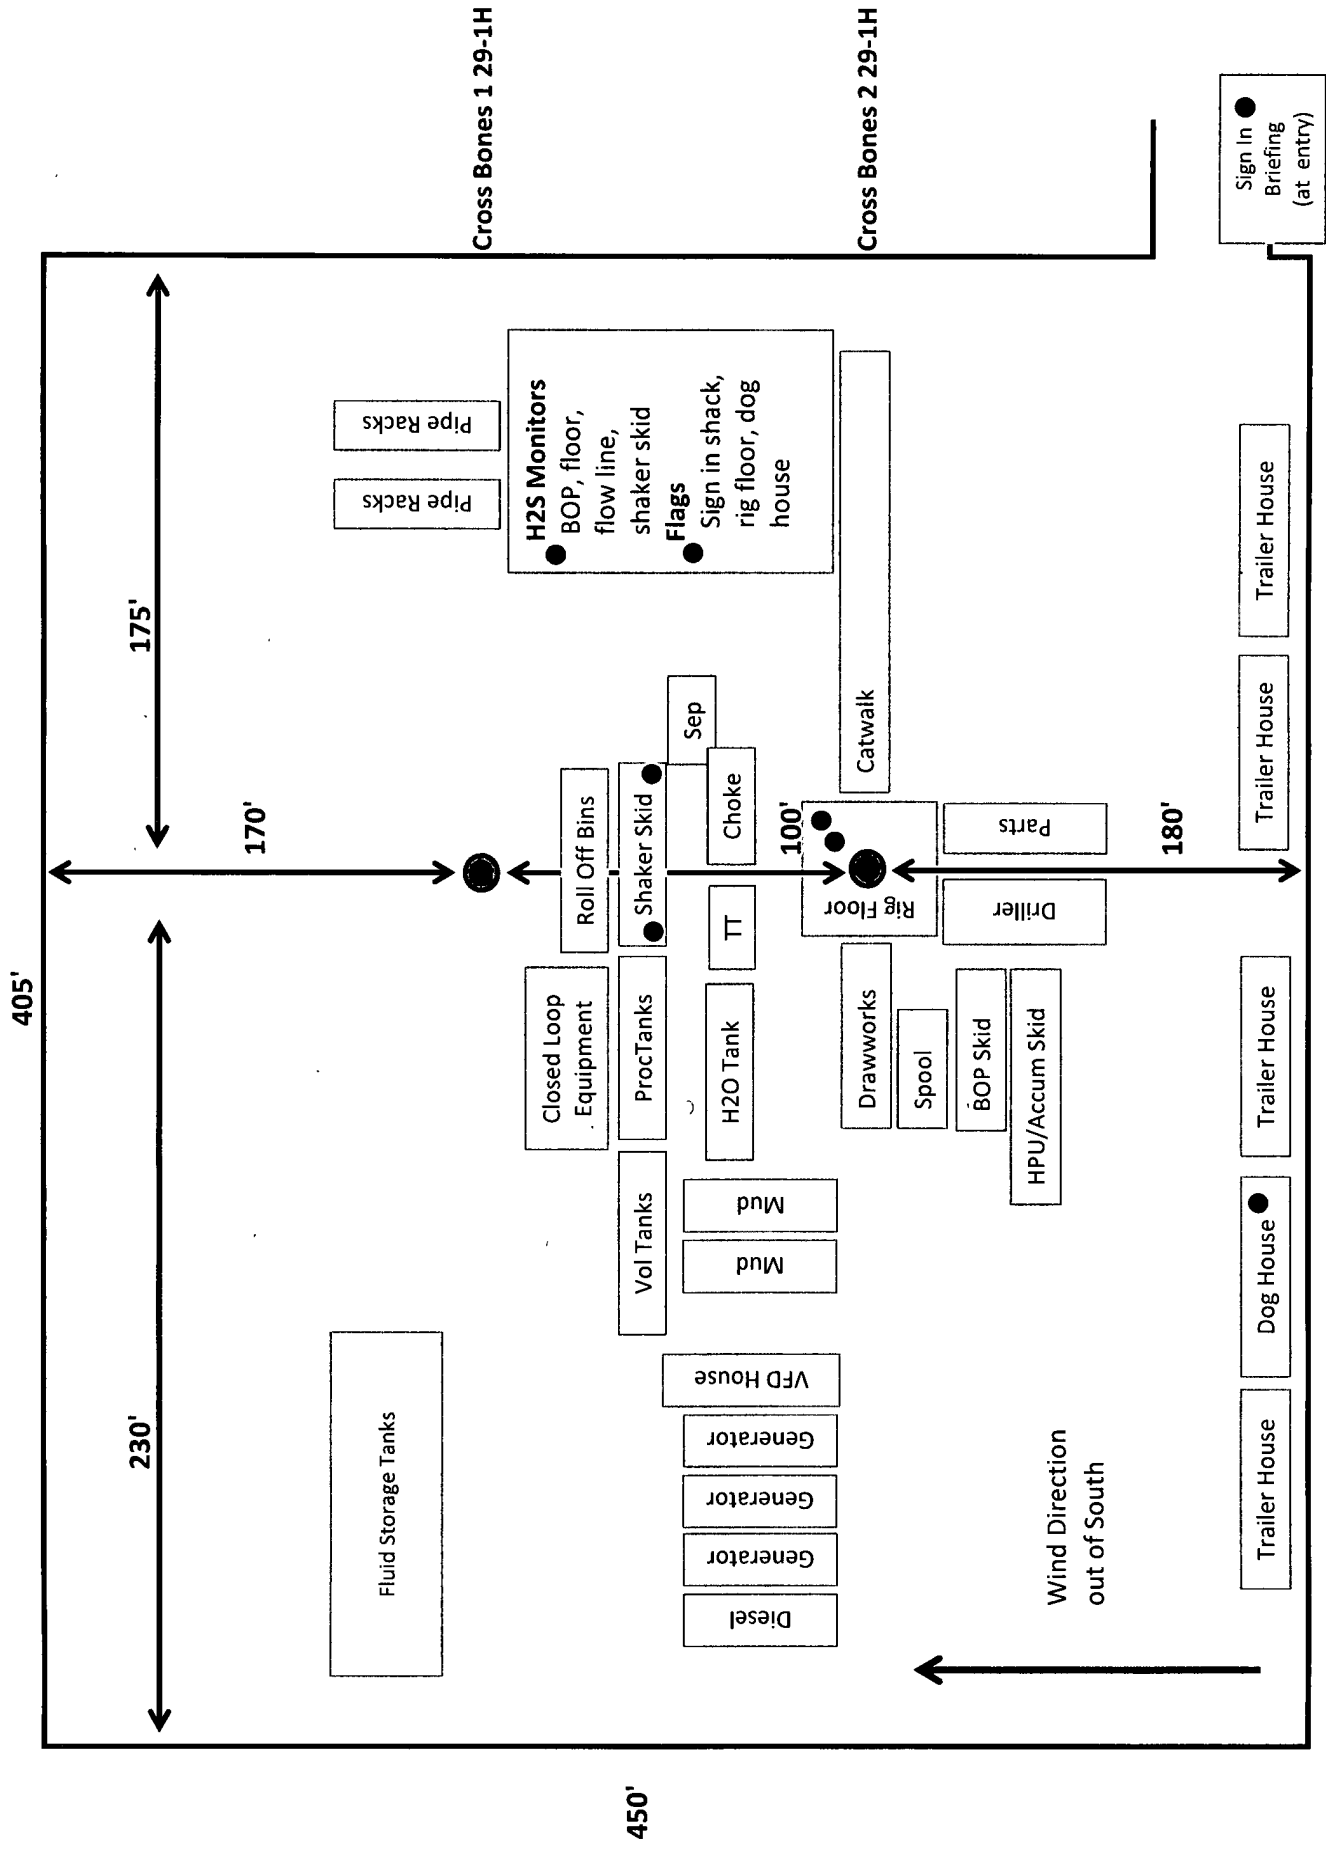 405'
450'
230'
175'
170'
100'
180'
Cross Bones 1 29-1H
Cross Bones 2 29-1H
Sign In
Briefing
(at entry)
Pipe Racks
Pipe Racks
H2S Monitors
BOP, floor,
flow line,
shaker skid
Flags
Sign in shack,
rig floor, dog
house
Fluid Storage Tanks
Closed Loop
Equipment
Roll Off Bins
Vol Tanks
ProcTanks
Shaker Skid
Sep
Diesel
Generator
Generator
Generator
VFD House
Mud
Mud
H2O Tank
TT
Choke
Drawworks
Rig Floor
Catwalk
Spool
BOP Skid
HPU/Accum Skid
Driller
Parts
Wind Direction
out of South
Trailer House
Dog House
Trailer House
Trailer House
Trailer House